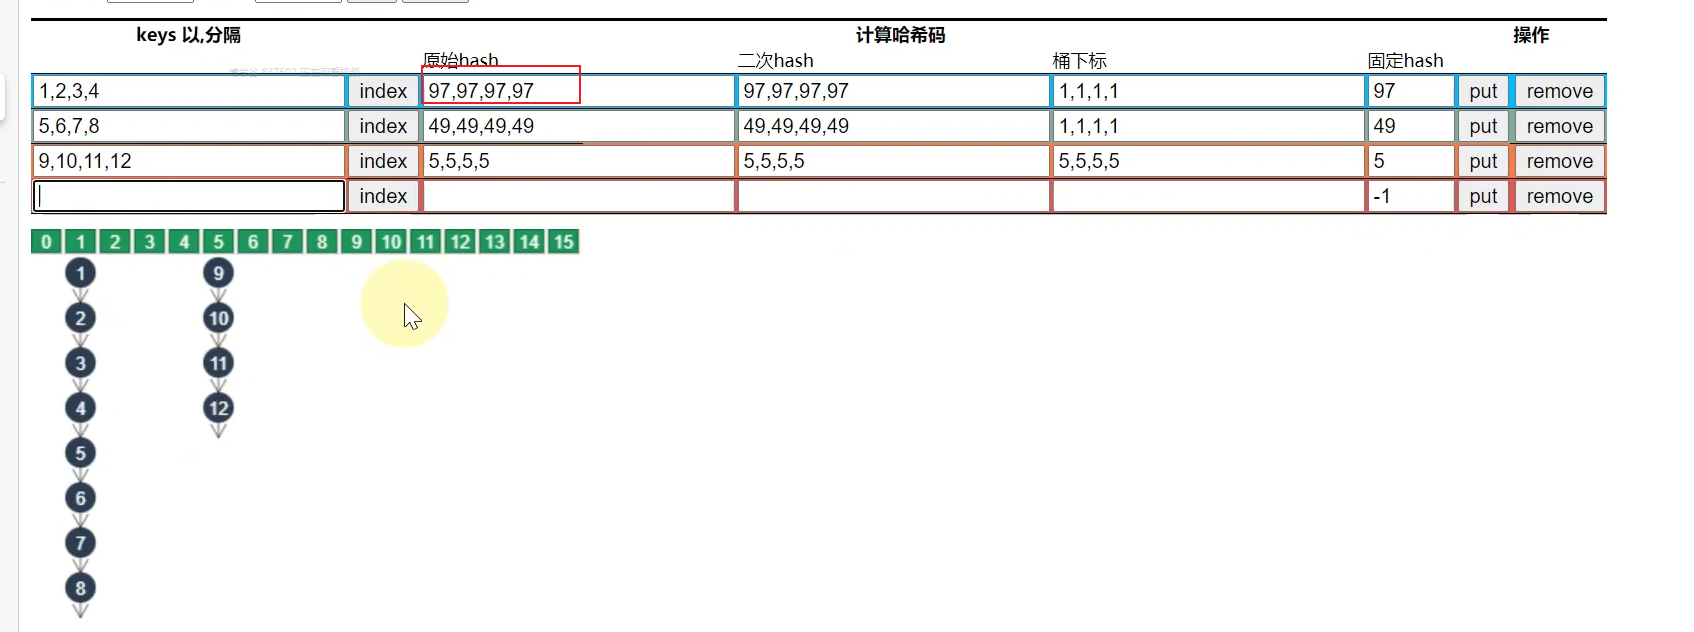 keys 以,分隔 计算哈希码 操作
原始hash 二次hash 桶下标 固定hash
1,2,3,4 index 97,97,97,97 97,97,97,97 1,1,1,1 97 put remove
5,6,7,8 index 49,49,49,49 49,49,49,49 1,1,1,1 49 put remove
9,10,11,12 index 5,5,5,5 5,5,5,5 5,5,5,5 5 put remove
index -1 put remove
0 1 2 3 4 5 6 7 8 9 10 11 12 13 14 15
1 9
2 10
3 11
4 12
5
6
7
8